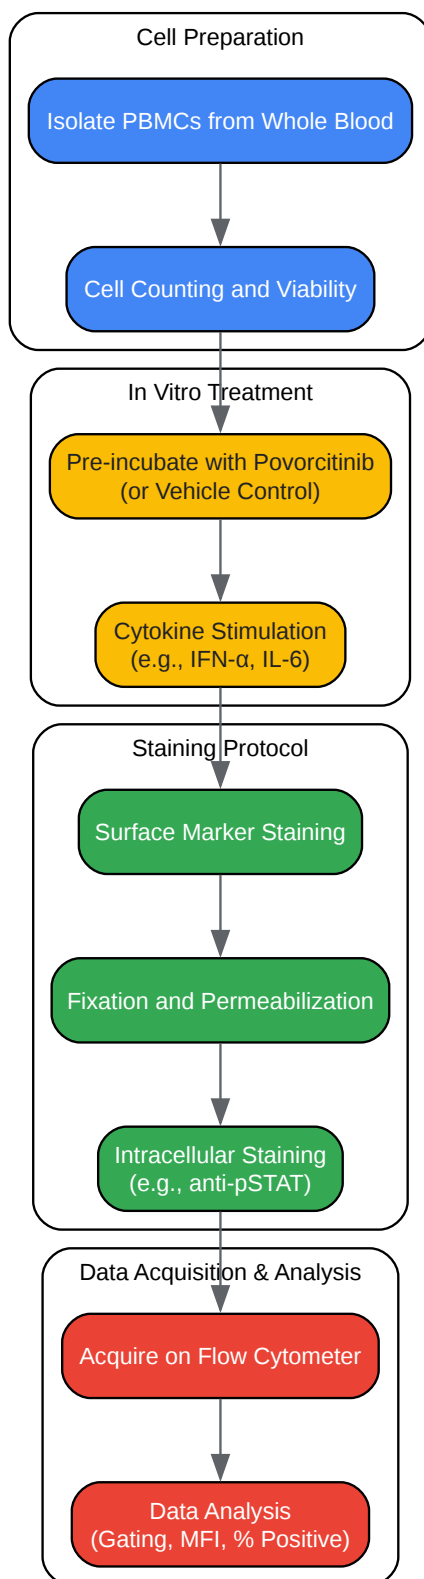 Cell Preparation
Isolate PBMCs from Whole Blood
Cell Counting and Viability
In Vitro Treatment
Pre-incubate with Povorcitinib
(or Vehicle Control)
Cytokine Stimulation
(e.g., IFN-α, IL-6)
Staining Protocol
Surface Marker Staining
Fixation and Permeabilization
Intracellular Staining
(e.g., anti-pSTAT)
Data Acquisition & Analysis
Acquire on Flow Cytometer
Data Analysis
(Gating, MFI, % Positive)